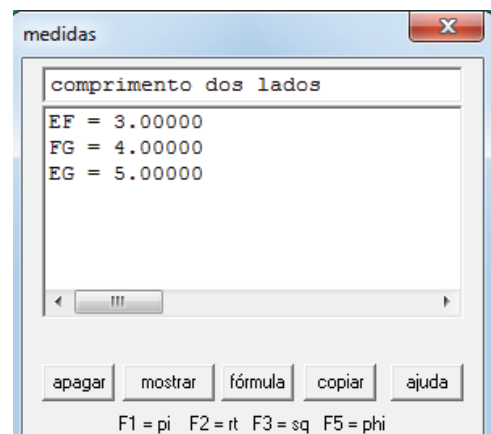 medidas
comprimento dos lados
EF = 3.00000
FG = 4.00000
EG = 5.00000
apagar mostrar fórmula copiar ajuda
F1 = pi F2 = rt F3 = sq F5 = phi